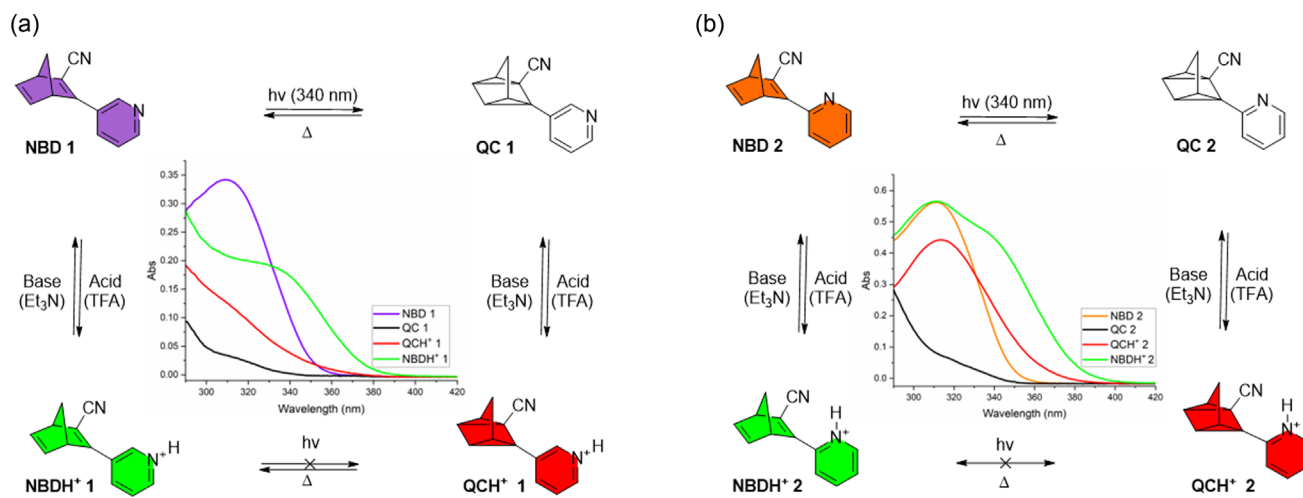 (a)
CN
N
NBD 1
hν (340 nm)
Δ
CN
N
QC 1
Base
(Et₃N)
Acid
(TFA)
Abs
0.35
0.30
0.25
0.20
0.15
0.10
0.05
0.00
300
320
340
360
380
400
420
Wavelength (nm)
NBD 1
QC 1
QCH⁺ 1
NBDH⁺ 1
Base
(Et₃N)
Acid
(TFA)
CN
N⁺
H
NBDH⁺ 1
hν
Δ
CN
N⁺
H
QCH⁺ 1
(b)
CN
N
NBD 2
hν (340 nm)
Δ
CN
N
QC 2
Base
(Et₃N)
Acid
(TFA)
Abs
0.6
0.5
0.4
0.3
0.2
0.1
0.0
300
320
340
360
380
400
420
Wavelength (nm)
NBD 2
QC 2
QCH⁺ 2
NBDH⁺ 2
Base
(Et₃N)
Acid
(TFA)
CN
H
N⁺
NBDH⁺ 2
hν
Δ
CN
H
N⁺
QCH⁺ 2